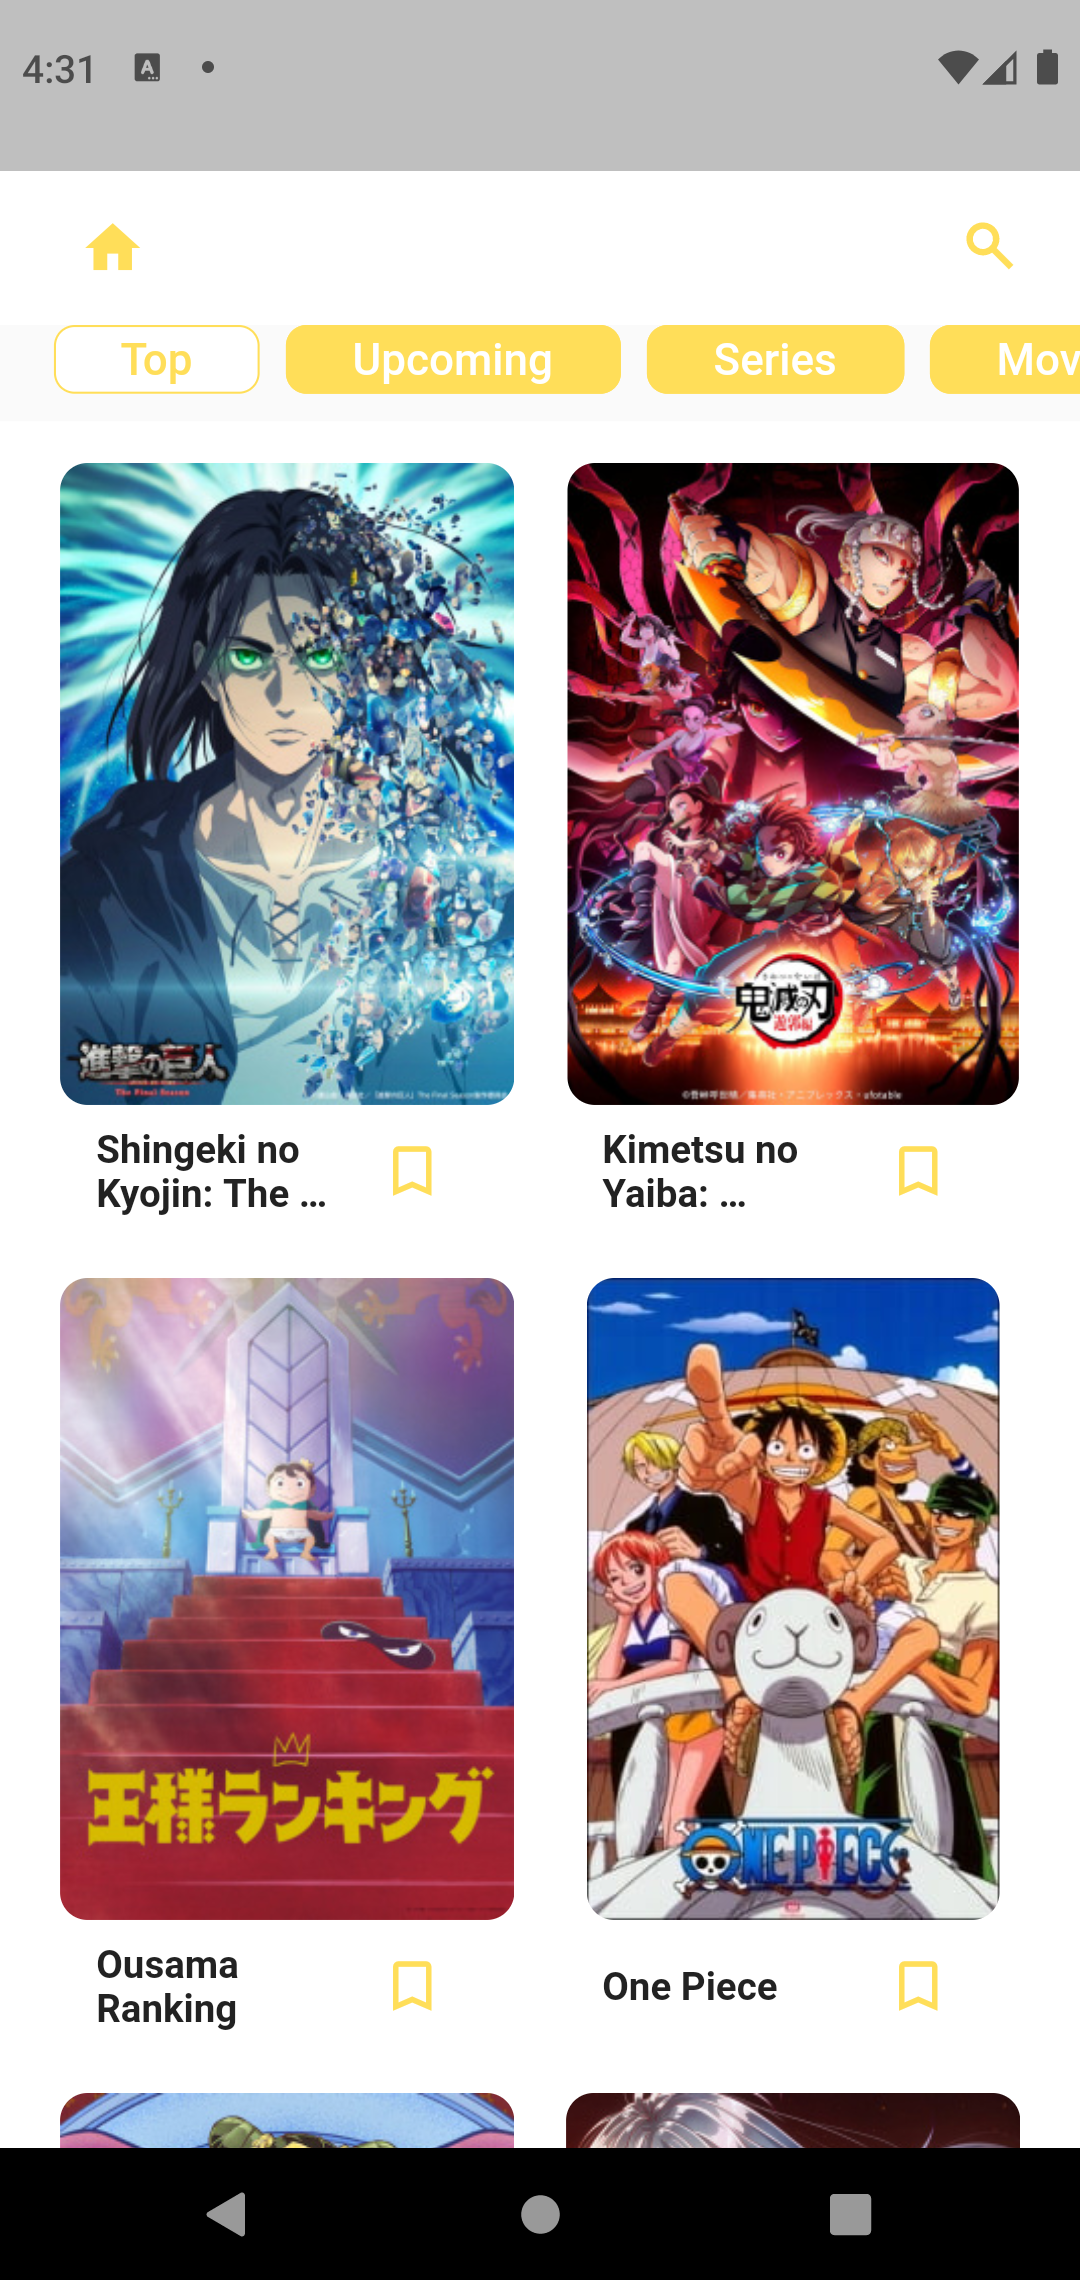 4:31
Top
Upcoming
Series
Mov
進撃の巨人
The Final Season
鬼滅の刃
遊郭編
Shingeki no
Kyojin: The ...
Kimetsu no
Yaiba: ...
王様ランキング
ONE PIECE
Ousama
Ranking
One Piece